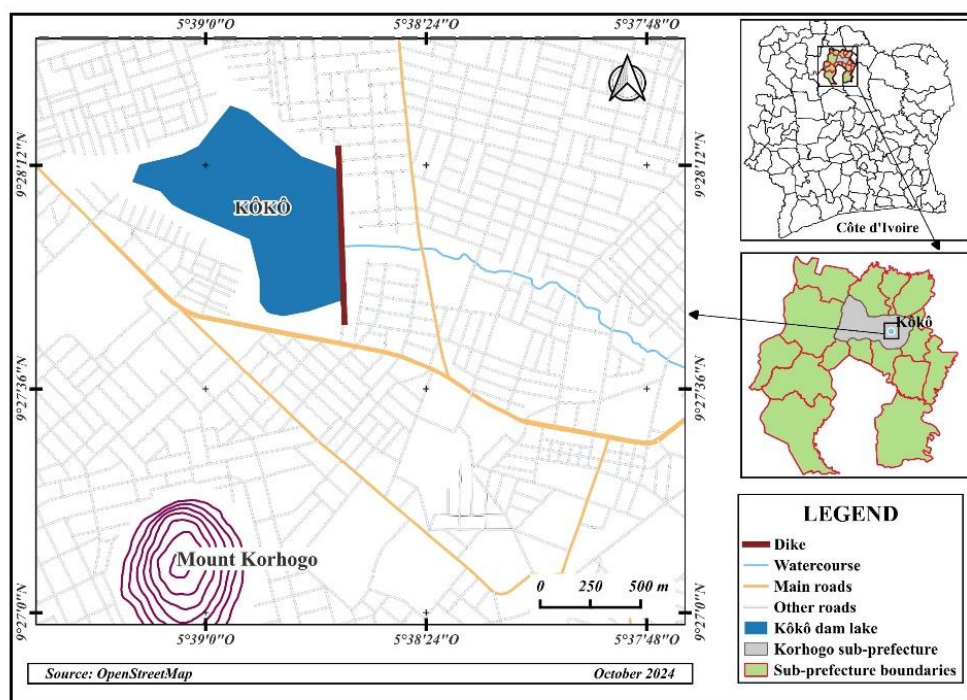 5°39'0"O
5°38'24"O
5°37'48"O
9°28'12"N
9°28'12"N
KÔKÔ
Côte d'Ivoire
Kôkô
9°27'36"N
9°27'36"N
Mount Korhogo
0 250 500 m
9°27'0"N
9°27'0"N
5°39'0"O
5°38'24"O
5°37'48"O
Source: OpenStreetMap
October 2024
LEGEND
Dike
Watercourse
Main roads
Other roads
Kôkô dam lake
Korhogo sub-prefecture
Sub-prefecture boundaries